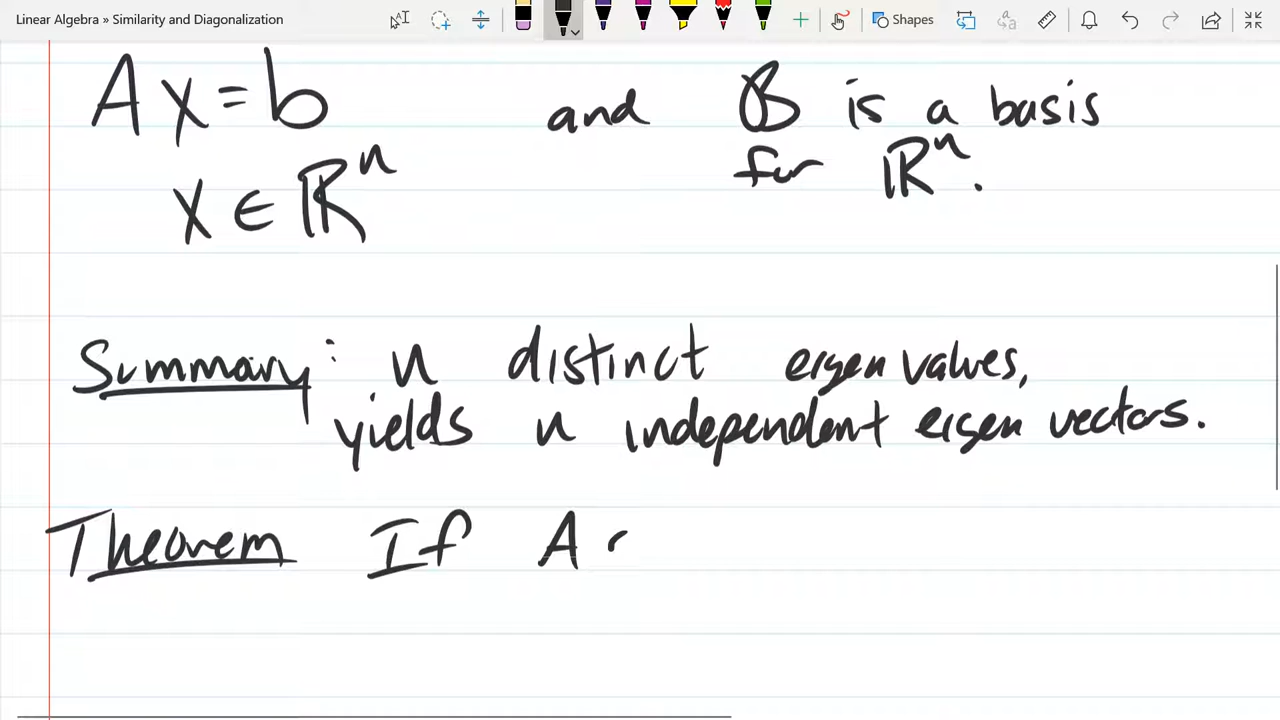 Linear Algebra » Similarity and Diagonalization
Shapes
Ax=b and B is a basis
x ∈ ℝⁿ for ℝⁿ.
Summary: n distinct eigen values,
yields n independent eigen vectors.
Theorem If A